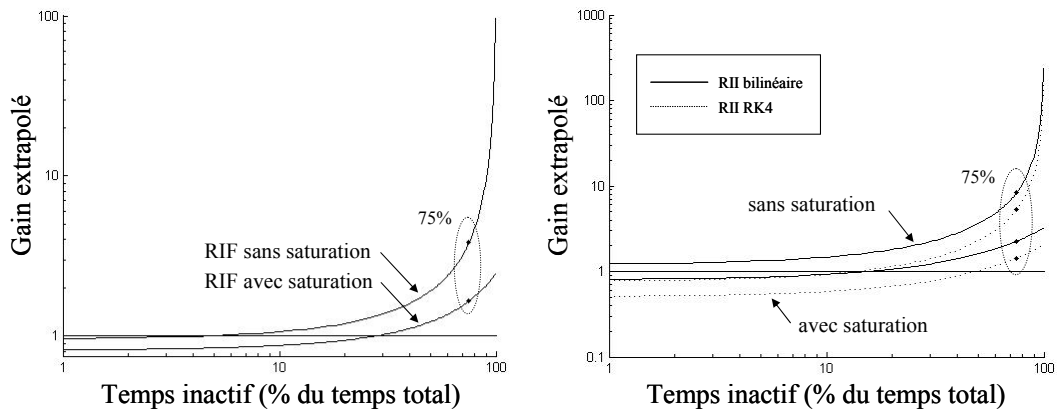 100
10
1
Gain extrapolé
75%
RIF sans saturation
RIF avec saturation
1
10
100
Temps inactif (% du temps total)
1000
100
10
1
0.1
Gain extrapolé
RII bilinéaire
RII RK4
75%
sans saturation
avec saturation
1
10
100
Temps inactif (% du temps total)